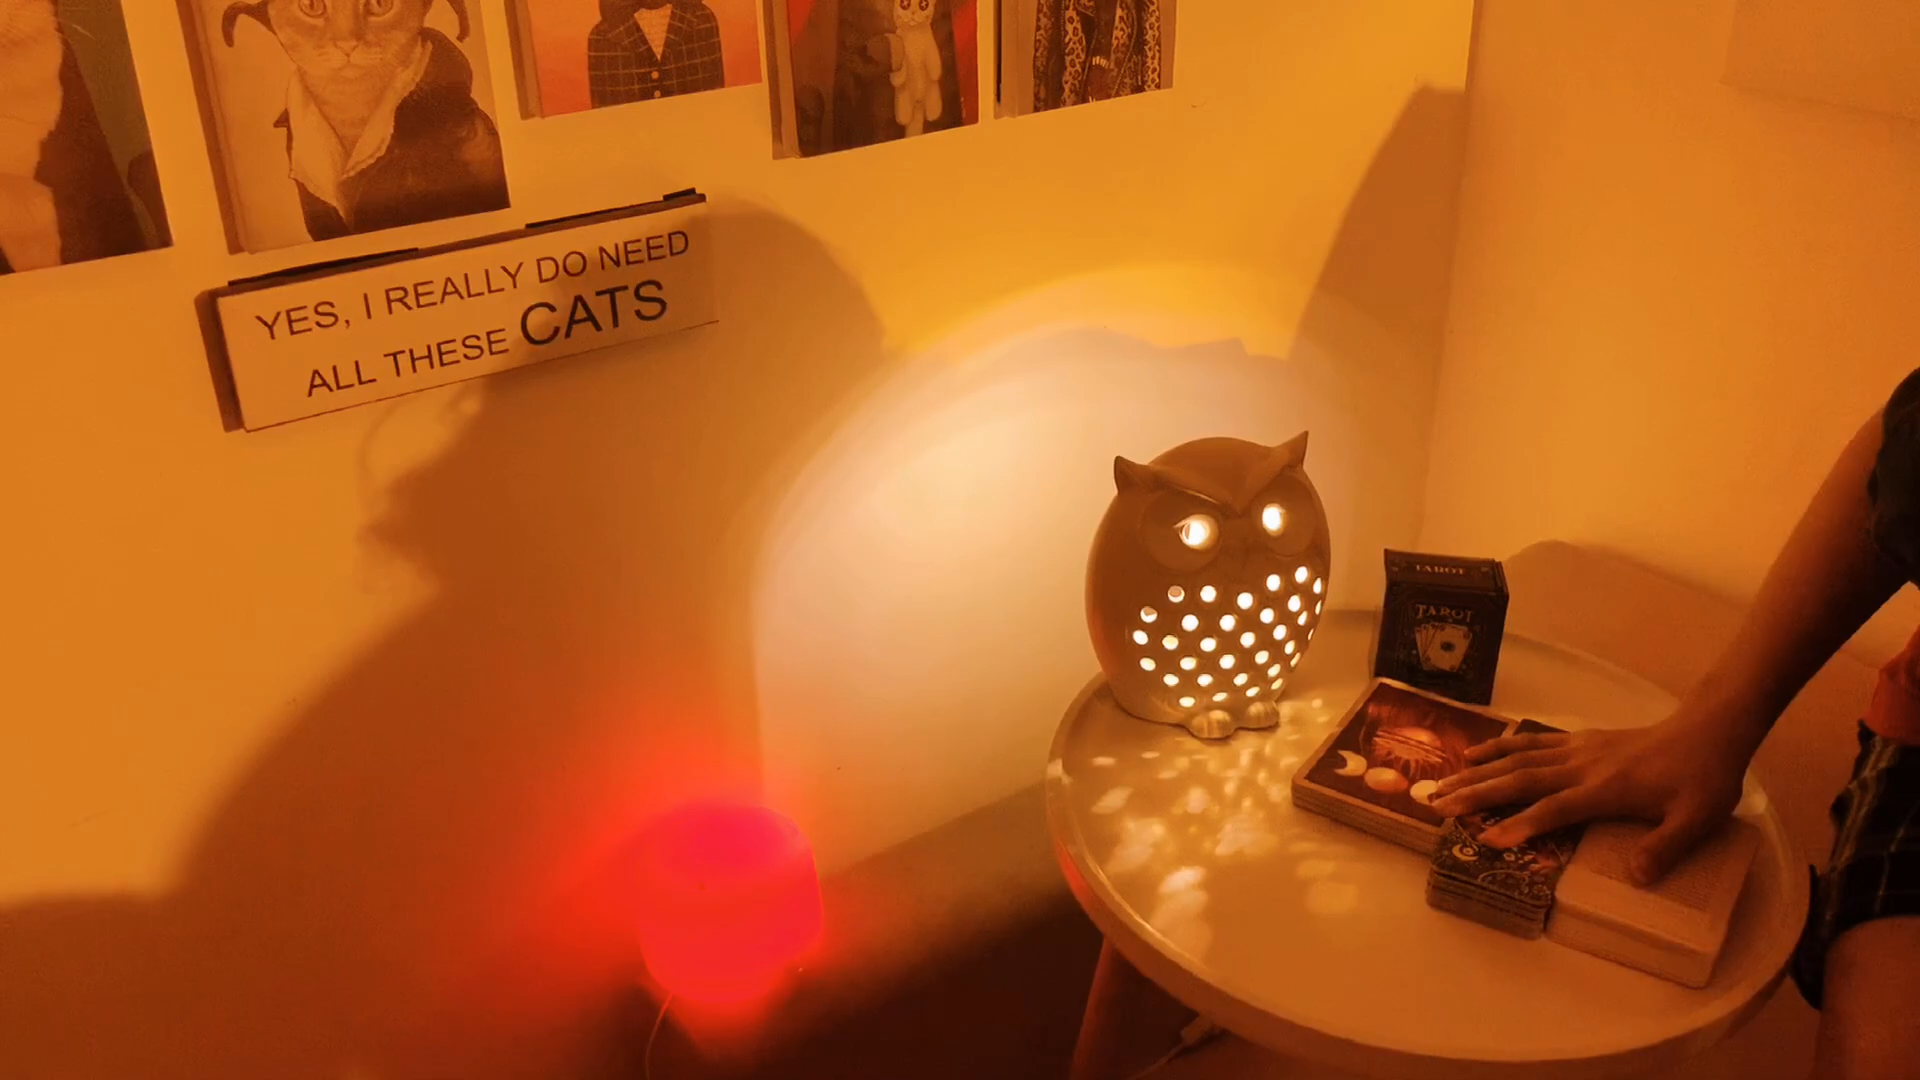 YES, I REALLY DO NEED
ALL THESE CATS
TAROT
TAROT